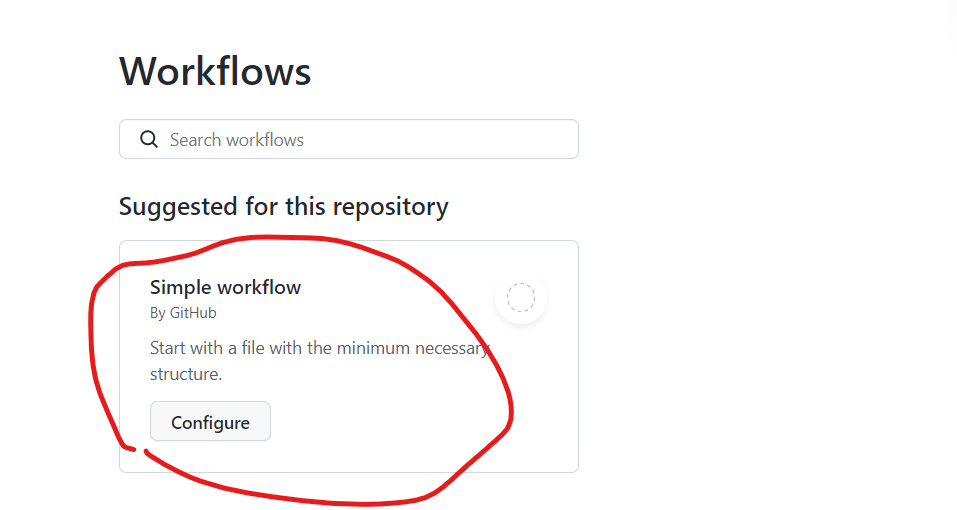 Workflows
Search workflows
Suggested for this repository
Simple workflow
By GitHub
Start with a file with the minimum necessary
structure.
Configure